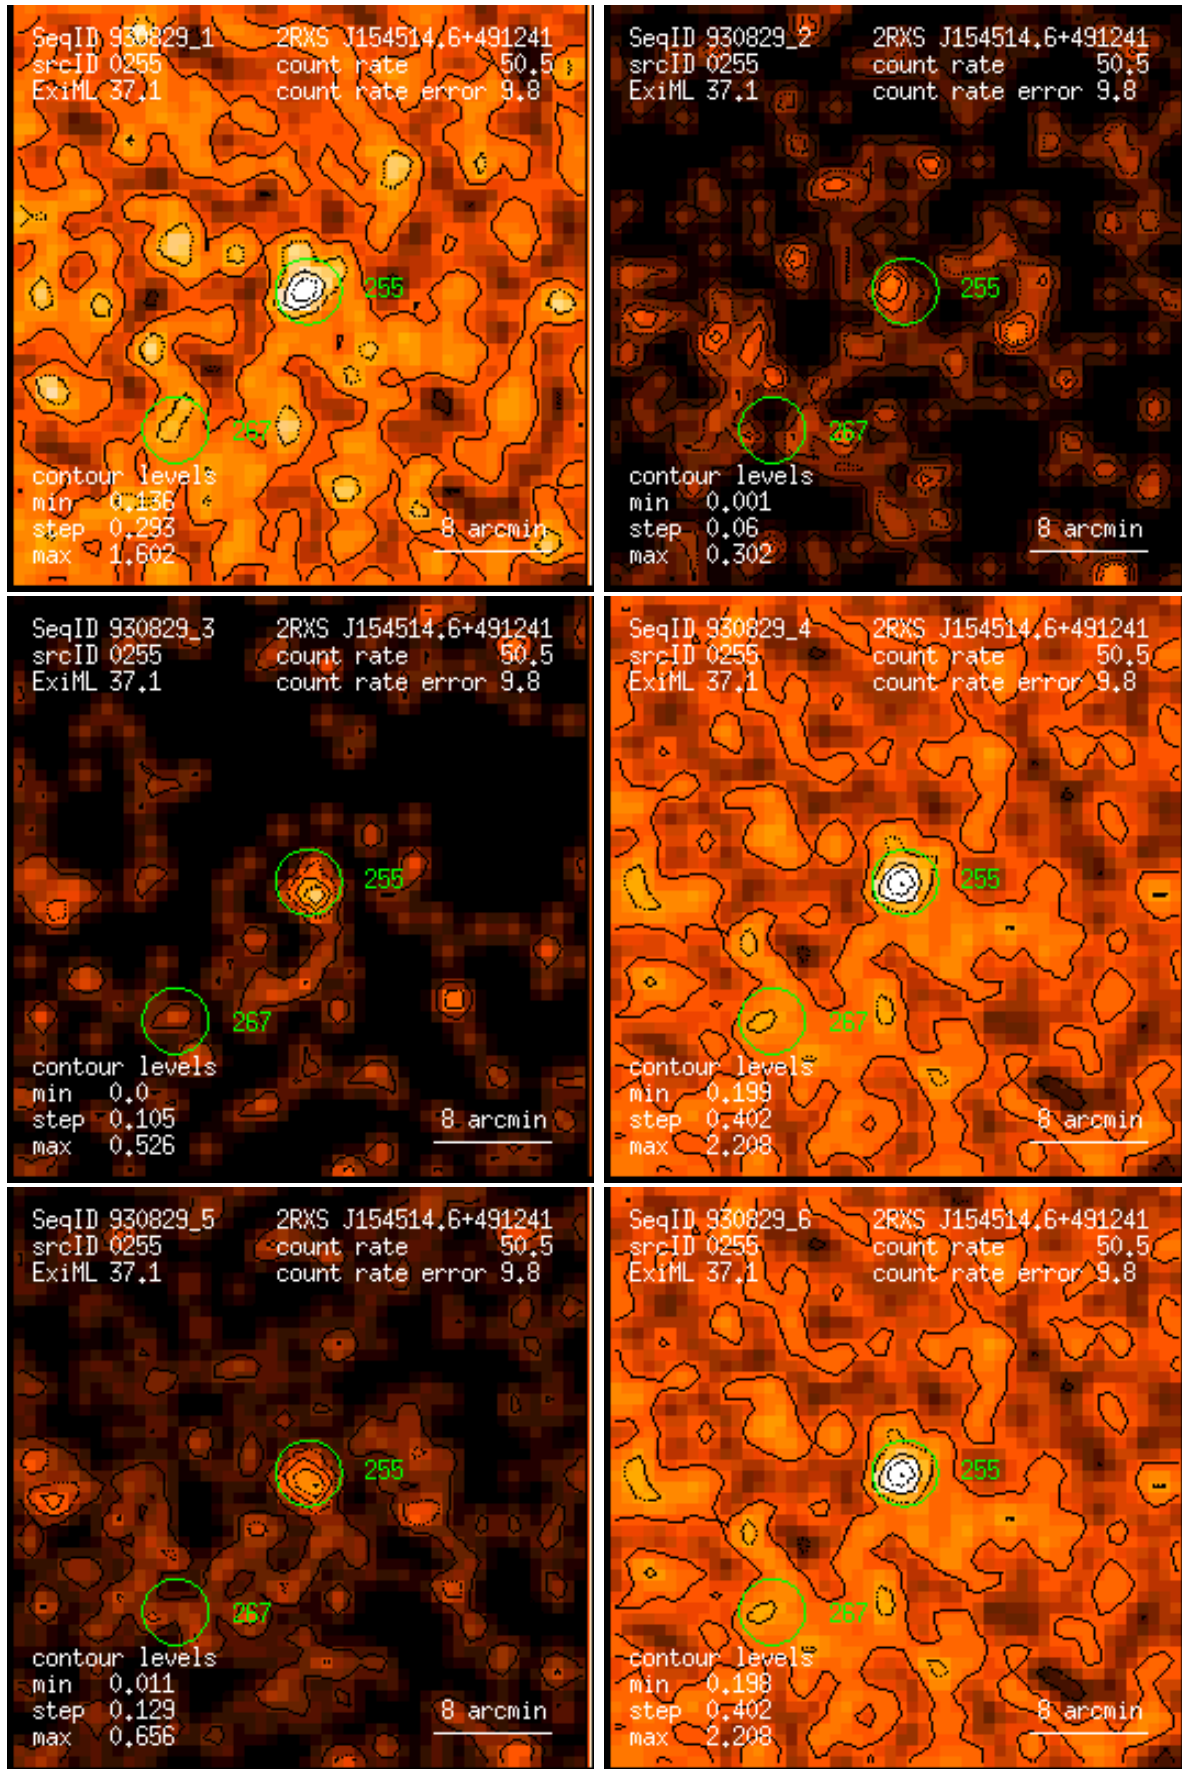 SeqID 930829_1 2RXS J154514.6+491241
srcID 0255 count rate 50.5
ExiML 37.1 count rate error 9.8
255
267
contour levels
min 0.136
step 0.293
max 1.602
8 arcmin
SeqID 930829_2 2RXS J154514.6+491241
srcID 0255 count rate 50.5
ExiML 37.1 count rate error 9.8
255
267
contour levels
min 0.001
step 0.06
max 0.302
8 arcmin
SeqID 930829_3 2RXS J154514.6+491241
srcID 0255 count rate 50.5
ExiML 37.1 count rate error 9.8
255
267
contour levels
min 0.0
step 0.105
max 0.526
8 arcmin
SeqID 930829_4 2RXS J154514.6+491241
srcID 0255 count rate 50.5
ExiML 37.1 count rate error 9.8
255
267
contour levels
min 0.199
step 0.402
max 2.208
8 arcmin
SeqID 930829_5 2RXS J154514.6+491241
srcID 0255 count rate 50.5
ExiML 37.1 count rate error 9.8
255
267
contour levels
min 0.011
step 0.129
max 0.656
8 arcmin
SeqID 930829_6 2RXS J154514.6+491241
srcID 0255 count rate 50.5
ExiML 37.1 count rate error 9.8
255
267
contour levels
min 0.198
step 0.402
max 2.208
8 arcmin